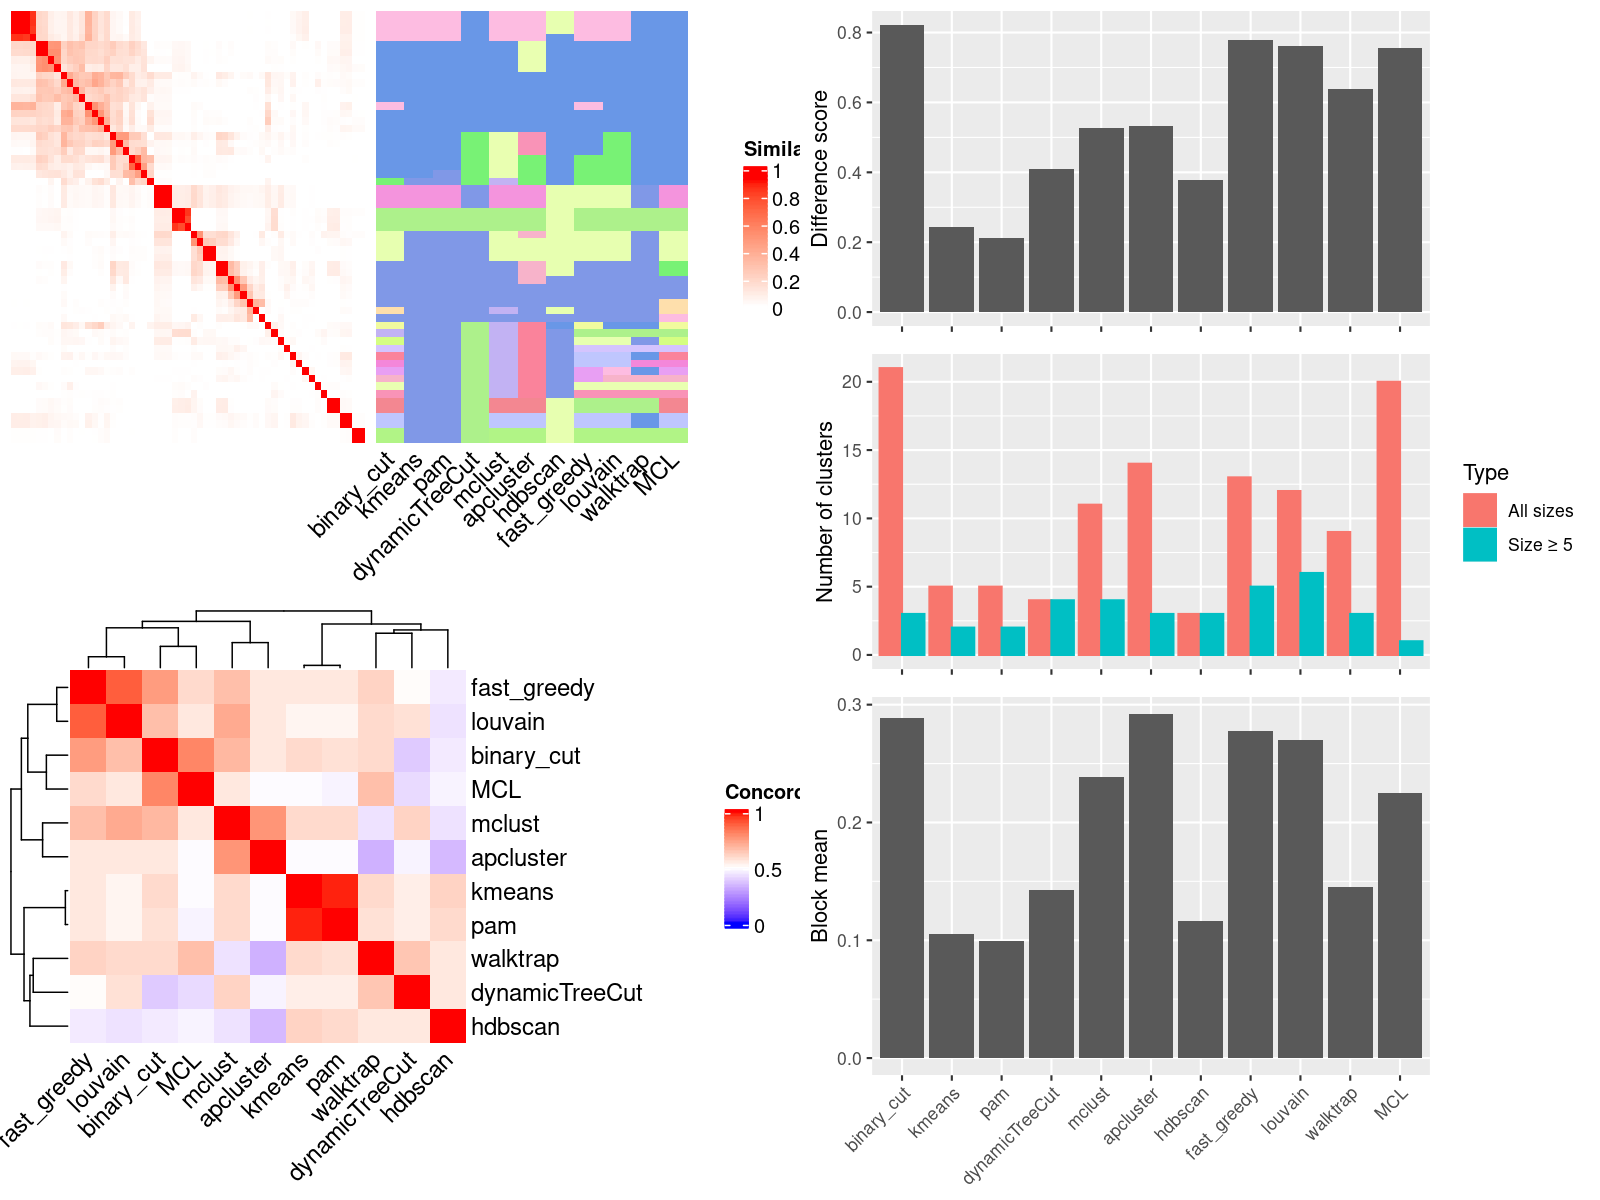 Simila
1
0.8
0.6
0.4
0.2
0
binary_cut
kmeans
pam
dynamicTreeCut
mclust
apcluster
hdbscan
fast_greedy
louvain
walktrap
MCL
fast_greedy
louvain
binary_cut
MCL
mclust
apcluster
kmeans
pam
walktrap
dynamicTreeCut
hdbscan
fast_greedy
louvain
binary_cut
MCL
mclust
apcluster
kmeans
pam
walktrap
dynamicTreeCut
hdbscan
Concord
1
0.5
0
Difference score
0.8
0.6
0.4
0.2
0.0
Number of clusters
20
15
10
5
0
Type
All sizes
Size ≥ 5
Block mean
0.3
0.2
0.1
0.0
binary_cut
kmeans
pam
dynamicTreeCut
mclust
apcluster
hdbscan
fast_greedy
louvain
walktrap
MCL